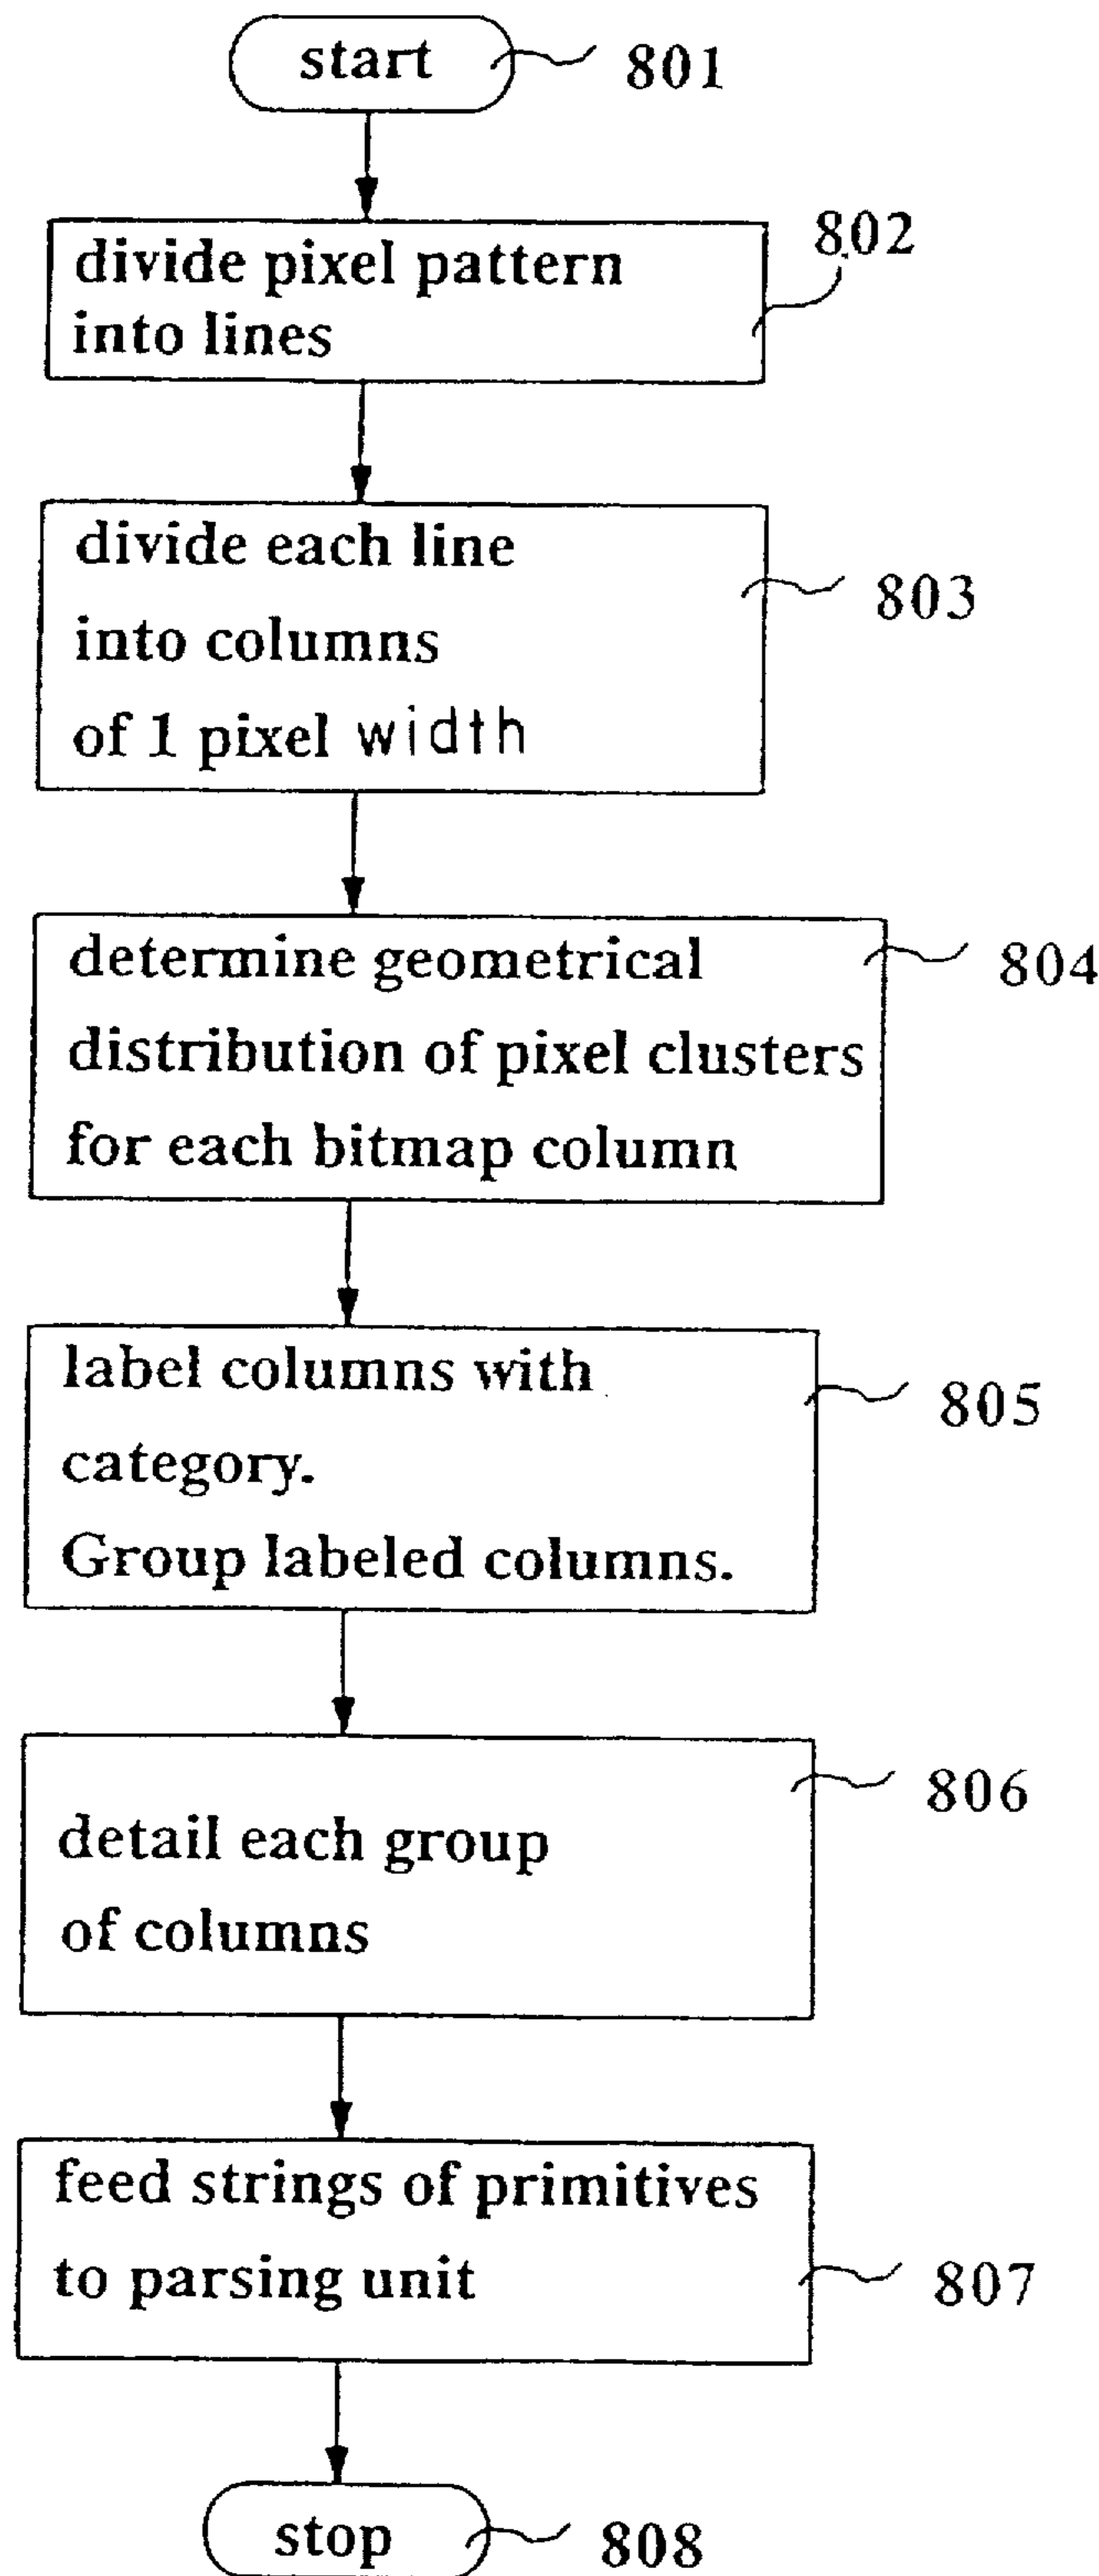 start 801
divide pixel pattern 802
into lines
divide each line
into columns 803
of 1 pixel width
determine geometrical 804
distribution of pixel clusters
for each bitmap column
label columns with 805
category.
Group labeled columns.
806
detail each group
of columns
feed strings of primitives
to parsing unit 807
stop 808